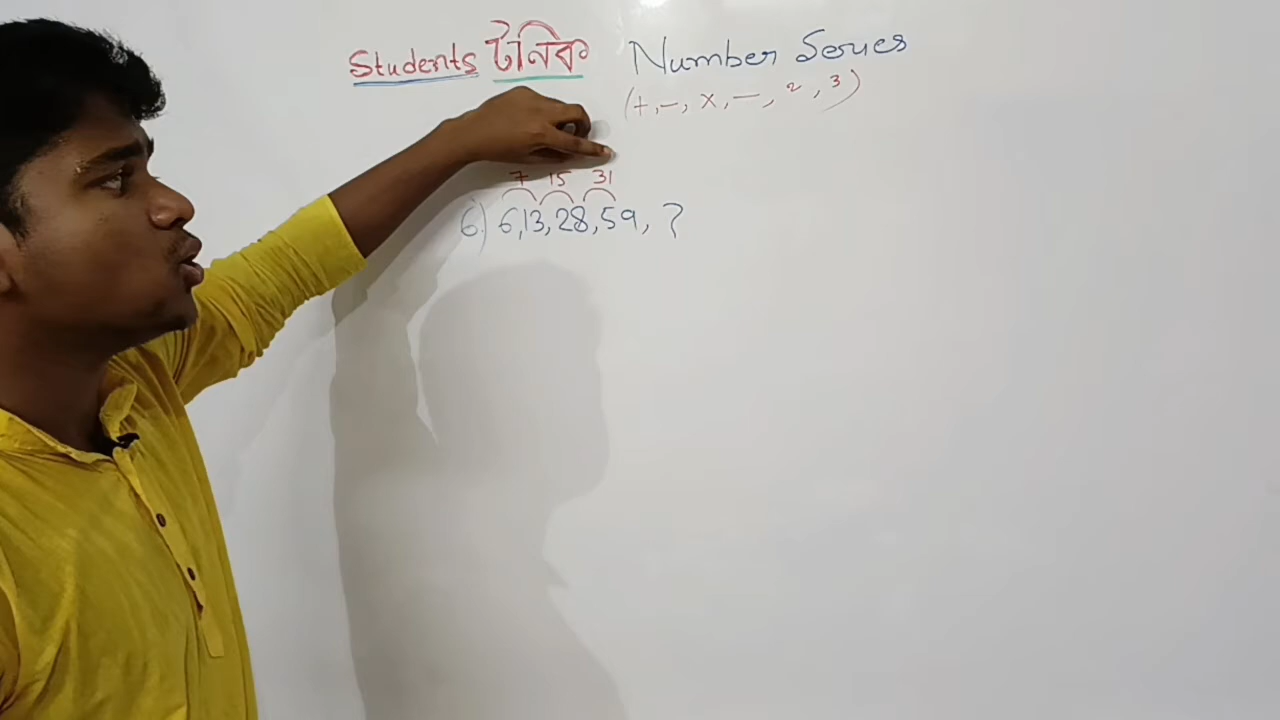 Students টনিক Number Series
(+, -, x, -, 2, 3)
7 15 31
6.) 6, 13, 28, 59, ?